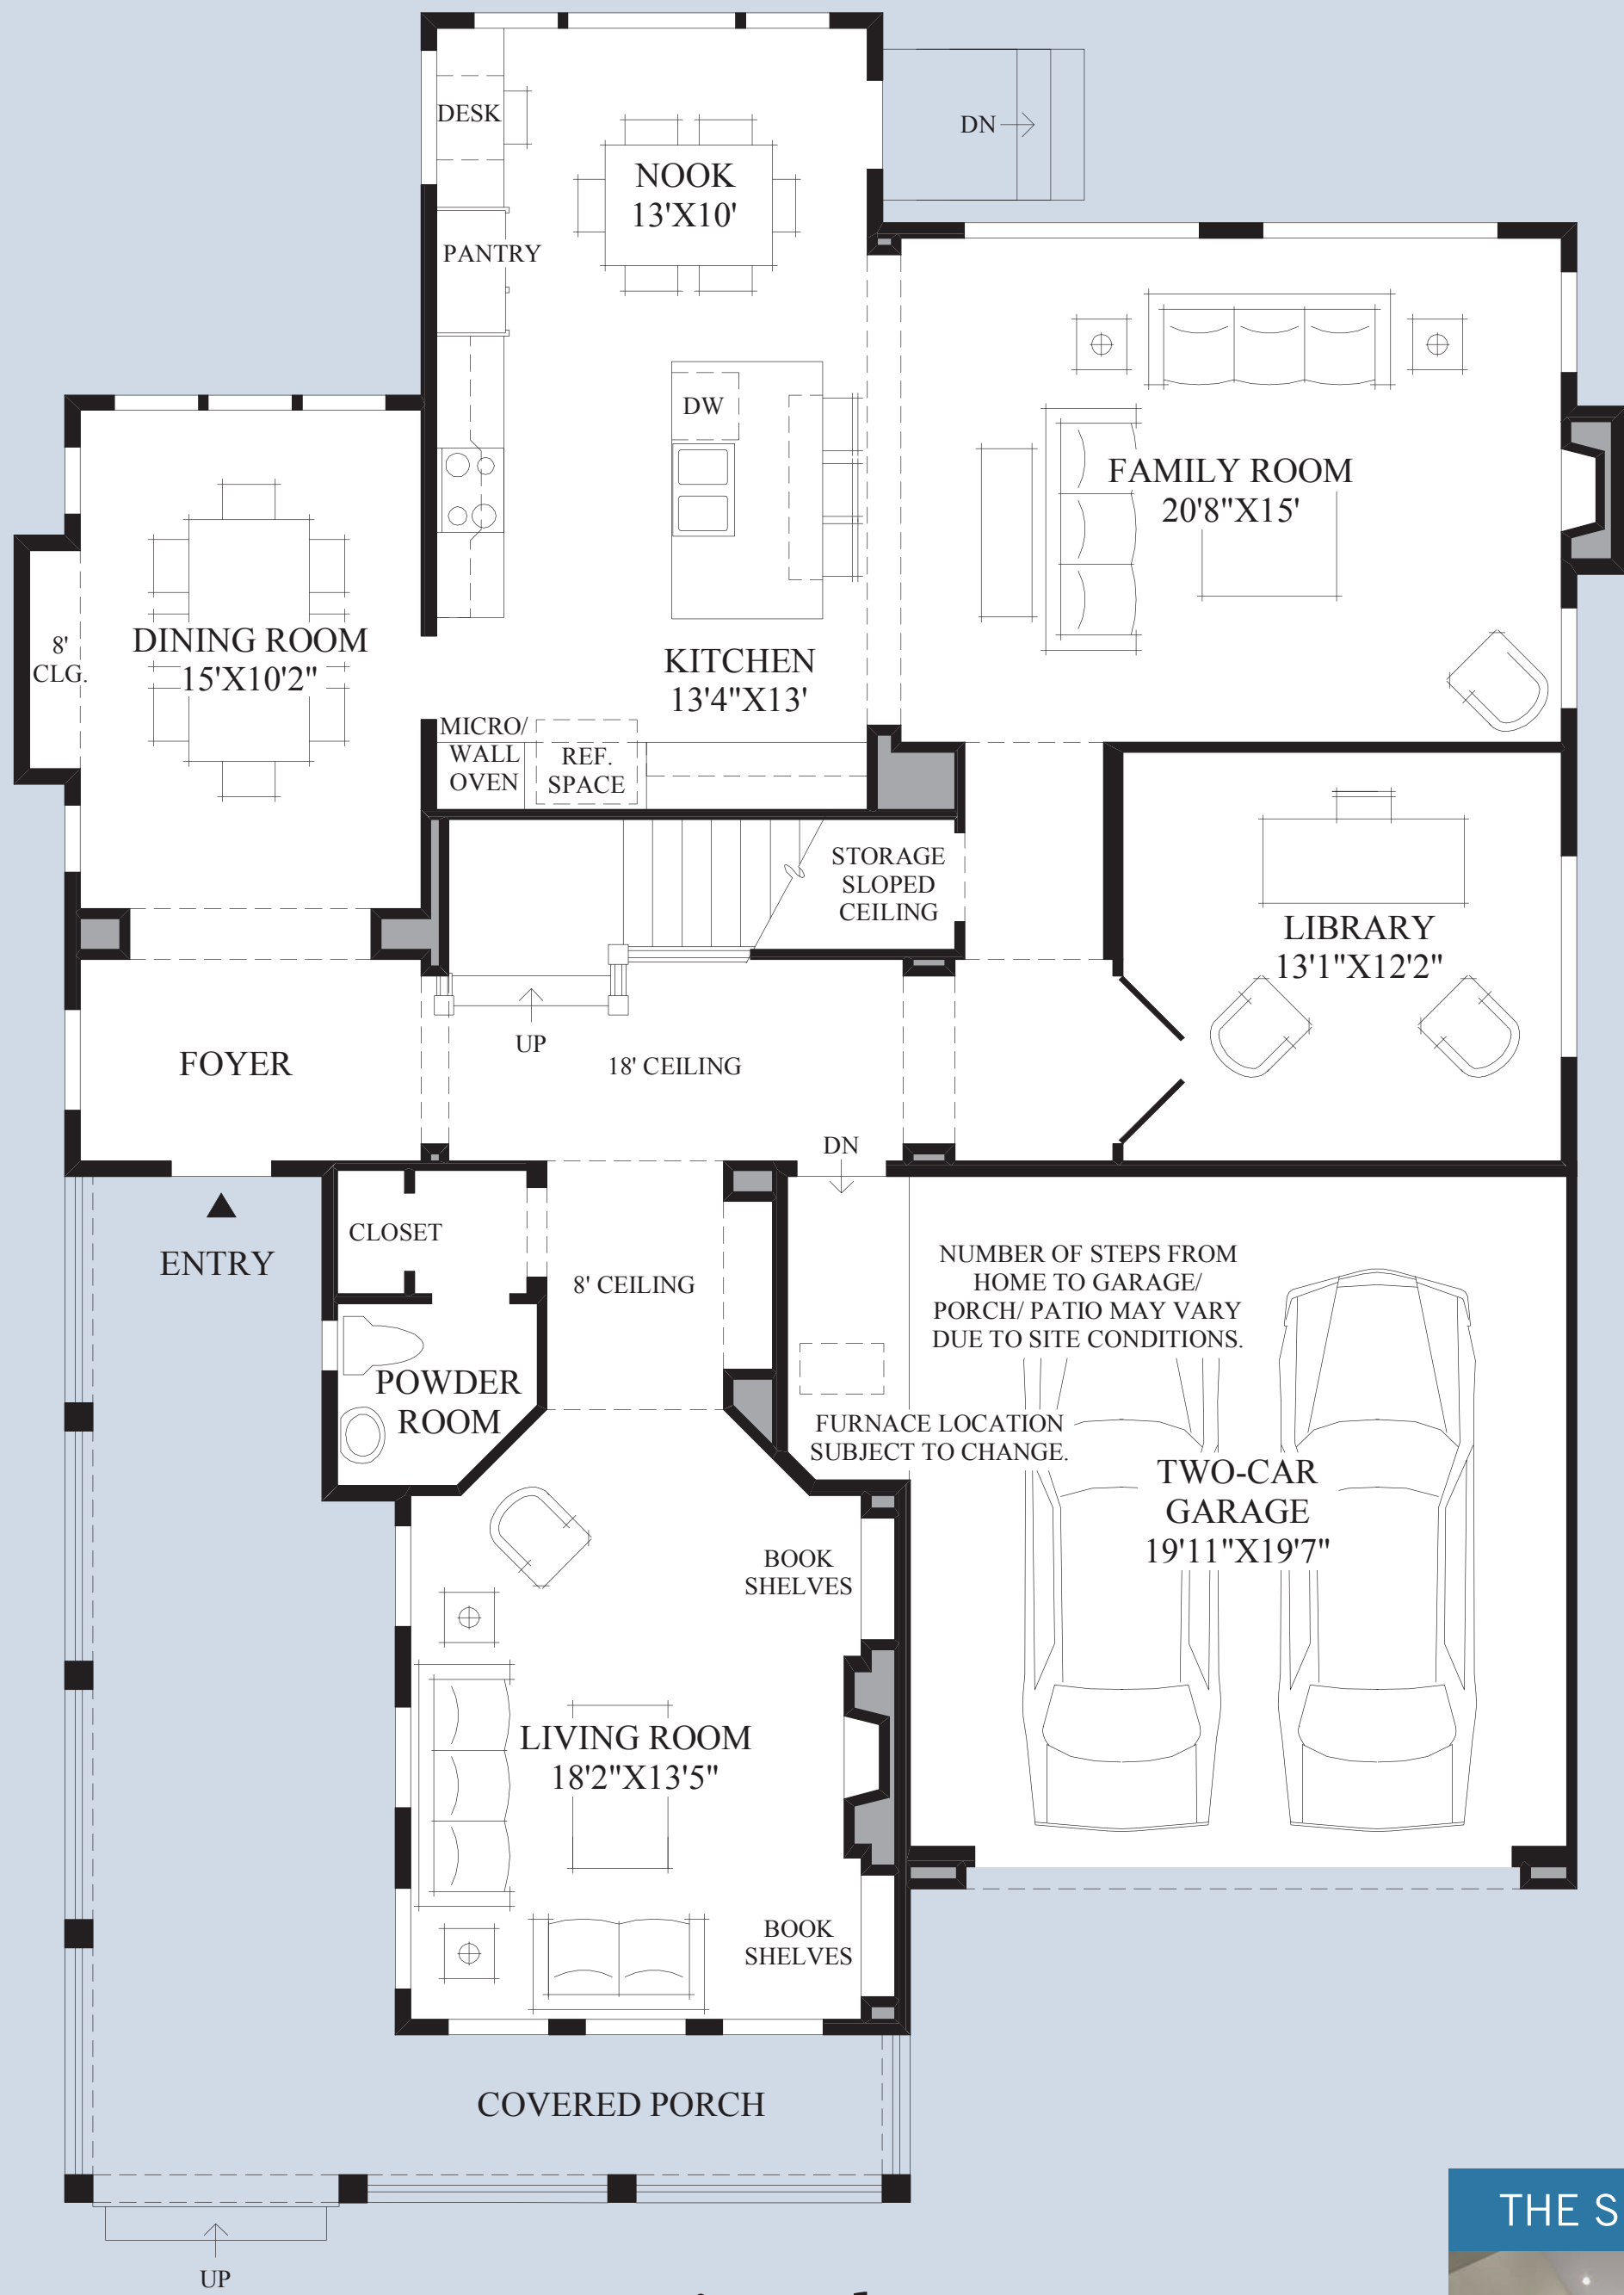 DESK
NOOK
13'X10'
DN
PANTRY
DW
FAMILY ROOM
20'8"X15'
8'
CLG.
DINING ROOM
15'X10'2"
KITCHEN
13'4"X13'
MICRO/
WALL
OVEN
REF.
SPACE
STORAGE
SLOPED
CEILING
LIBRARY
13'1"X12'2"
UP
FOYER
18' CEILING
DN
ENTRY
CLOSET
8' CEILING
NUMBER OF STEPS FROM
HOME TO GARAGE/
PORCH/ PATIO MAY VARY
DUE TO SITE CONDITIONS.
POWDER
ROOM
FURNACE LOCATION
SUBJECT TO CHANGE.
TWO-CAR
GARAGE
19'11"X19'7"
BOOK
SHELVES
LIVING ROOM
18'2"X13'5"
BOOK
SHELVES
COVERED PORCH
UP
THE S